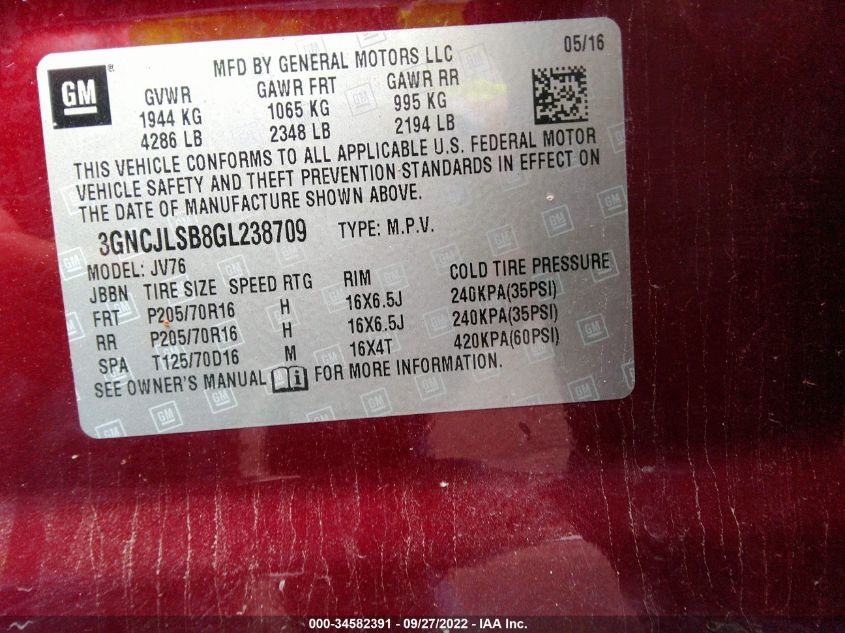 GM
MFD BY GENERAL MOTORS LLC 05/16
GVWR GAWR FRT GAWR RR
1944 KG 1065 KG 995 KG
4286 LB 2348 LB 2194 LB
THIS VEHICLE CONFORMS TO ALL APPLICABLE U.S. FEDERAL MOTOR
VEHICLE SAFETY AND THEFT PREVENTION STANDARDS IN EFFECT ON
THE DATE OF MANUFACTURE SHOWN ABOVE.
3GNCJLSB8GL238709 TYPE: M.P.V.
MODEL: JV76
JBBN TIRE SIZE SPEED RTG RIM COLD TIRE PRESSURE
FRT P205/70R16 H 16X6.5J 240KPA(35PSI)
RR P205/70R16 H 16X6.5J 240KPA(35PSI)
SPA T125/70D16 M 16X4T 420KPA(60PSI)
SEE OWNER'S MANUAL i FOR MORE INFORMATION.
000-34582391 - 09/27/2022 - IAA Inc.